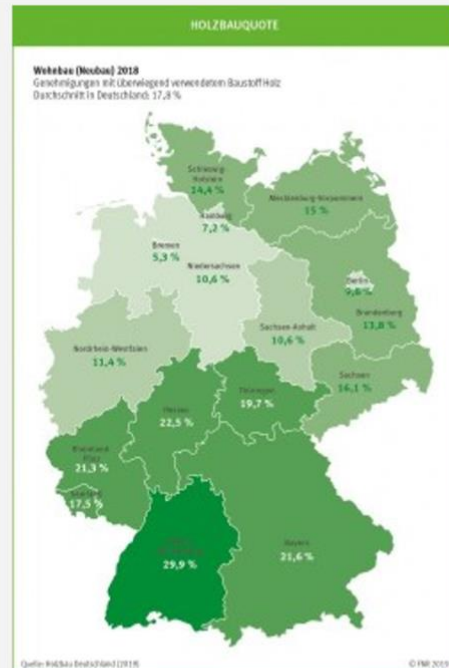 HOLZBAUQUOTE
Wohnbau (Neubau) 2018
Genehmigungen mit überwiegend verwendetem Baustoff Holz
Durchschnitt in Deutschland: 17,8 %
Schleswig-
Holstein
14,4 %
Mecklenburg-Vorpommern
15 %
Hamburg
7,2 %
Bremen
5,3 %
Niedersachsen
10,6 %
Berlin
9,8 %
Brandenburg
Sachsen-Anhalt
10,6 %
Nordrhein-Westfalen
11,4 %
Sachsen
16,1 %
Thüringen
19,7 %
Hessen
22,5 %
Rheinland-
Pfalz
21,3 %
Saarland
17,5 %
29,9 %
Bayern
21,6 %
Quelle: Holzbau Deutschland (2019)
© FNR 2019